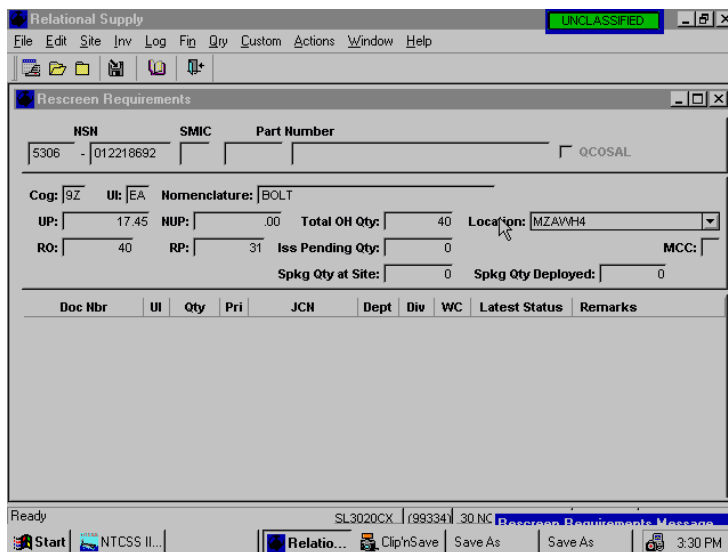 Relational Supply UNCLASSIFIED
File Edit Site Inv Log Fin Qry Custom Actions Window Help
Rescreen Requirements
NSN SMIC Part Number
5306 - 012218692 QCOSAL
Cog: 9Z UI: EA Nomenclature: BOLT
UP: 17.45 NUP: .00 Total OH Qty: 40 Location: MZAWH4
RO: 40 RP: 31 Iss Pending Qty: 0 MCC:
Spkg Qty at Site: 0 Spkg Qty Deployed: 0
Doc Nbr UI Qty Pri JCN Dept Div WC Latest Status Remarks
Ready SL3020CX (99334) 30 NO Rescreen Requirements Message
Start NTCSS II... Relatio... Clip'nSave Save As Save As 3:30 PM